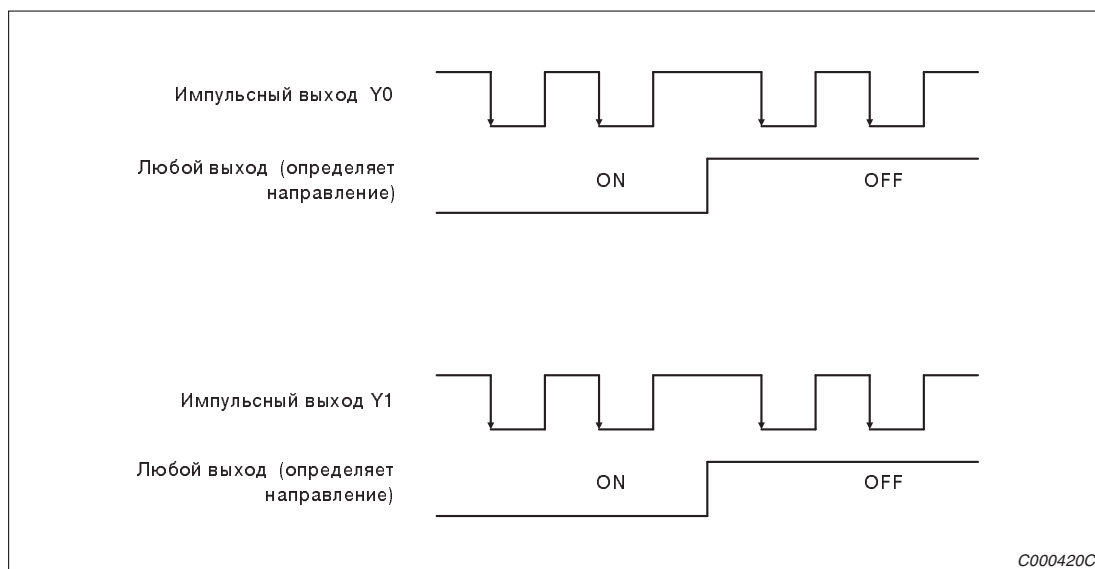 Импульсный выход Y0
Любой выход (определяет
направление)
ON
OFF
Импульсный выход Y1
Любой выход (определяет
направление)
ON
OFF
C000420C